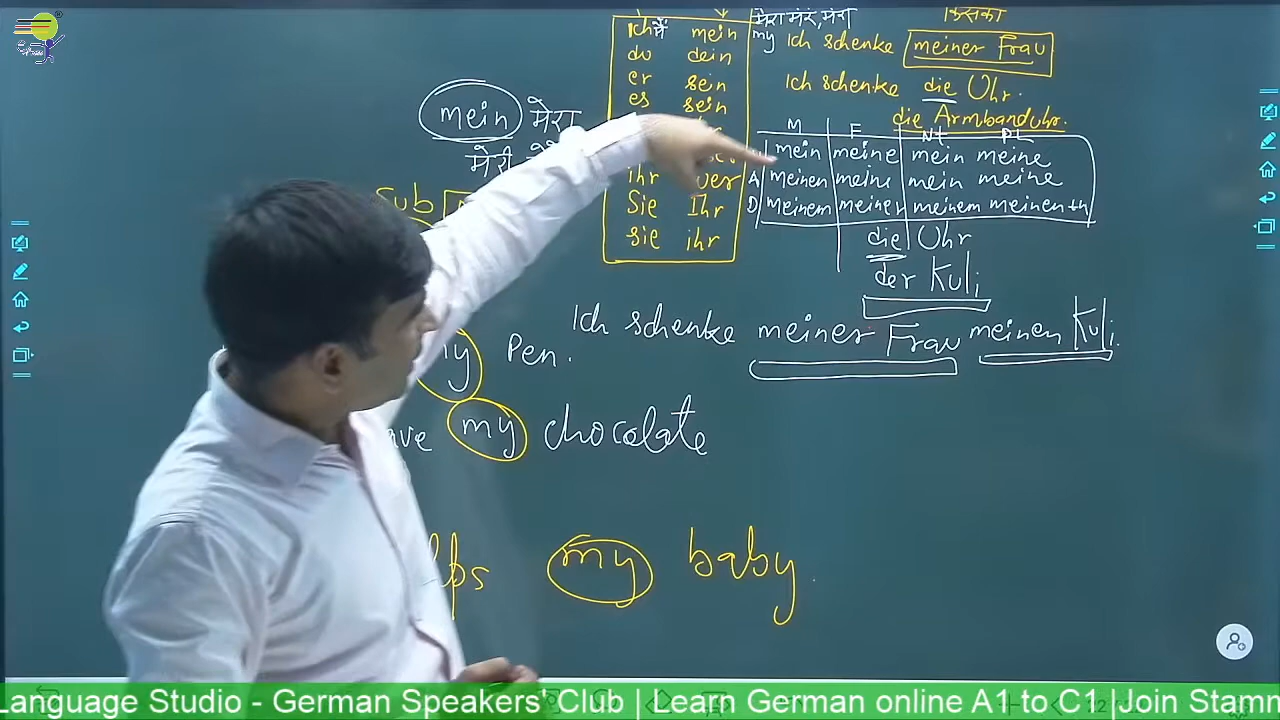 मेरा मेरे, मेरी
किसका
ich मैं mein
my Ich schenke meiner Frau
du dein
er sein
Ich schenke die Uhr.
es sein
die Armbanduhr.
mein मेरा
M F Nt PL
mein meine mein meine
मेरी
A meinen meine mein meine
ihr
Sub
D meinem meiner meinem meinen+n
Sie Ihr
sie ihr
die Uhr
der Kuli
Ich schenke meiner Frau meinen Kuli.
my Pen.
my chocolate
my baby.
Language Studio - German Speakers' Club | Learn German online A1 to C1 | Join Stamm